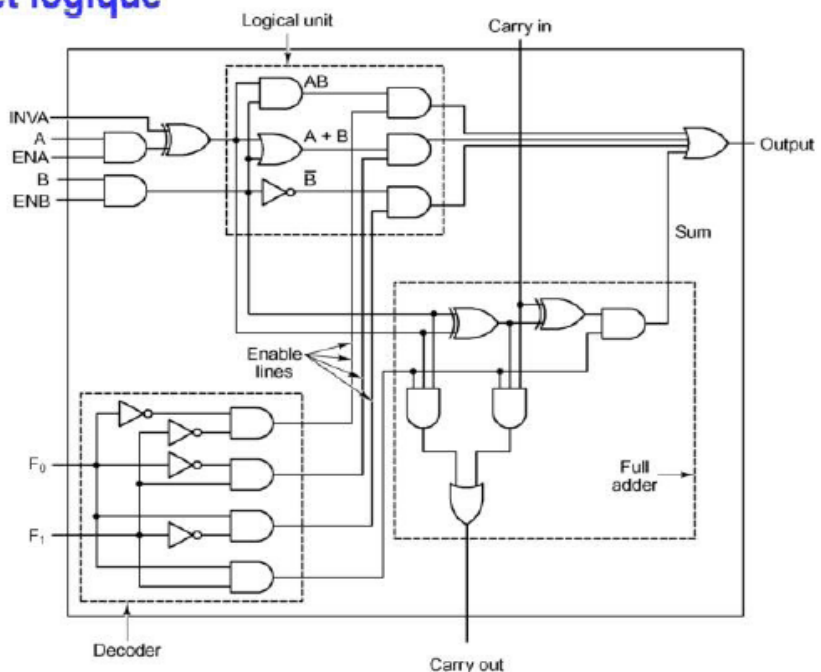 et logique
Logical unit
Carry in
INVA
A
ENA
B
ENB
AB
A + B
B̅
Output
Sum
Enable
lines
F₀
F₁
Full
adder
Decoder
Carry out